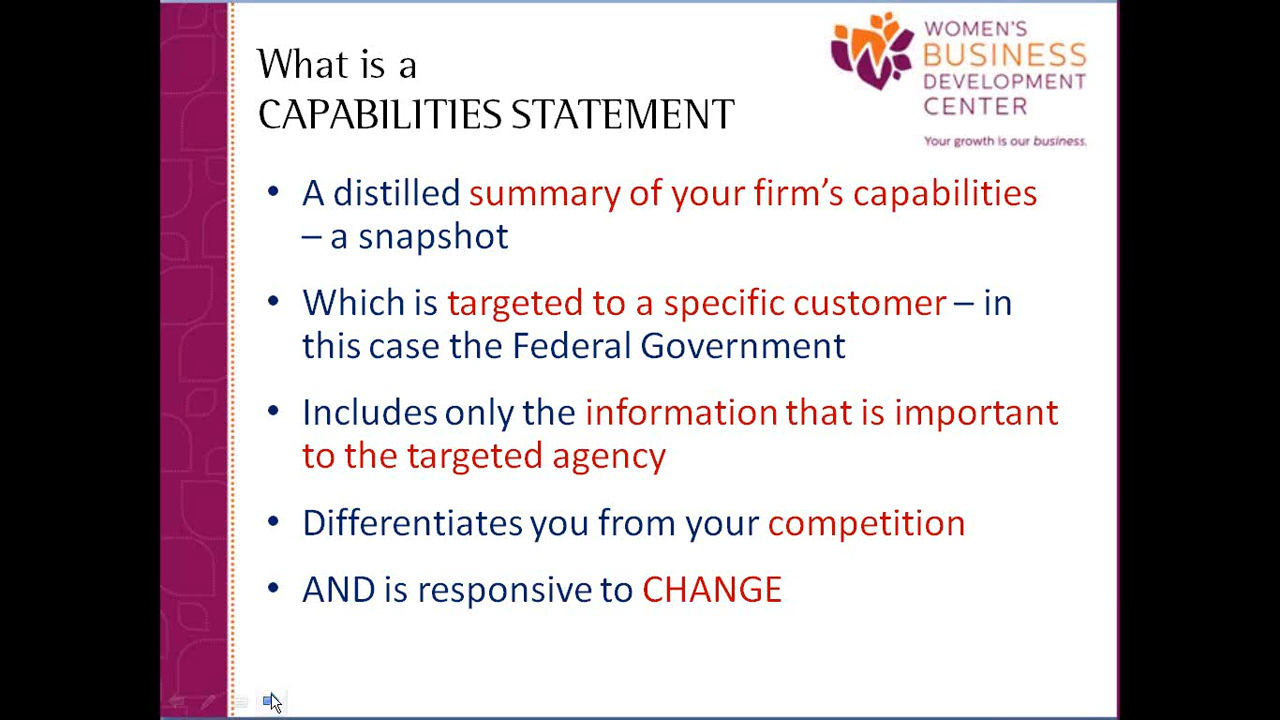 What is a
CAPABILITIES STATEMENT
WOMEN'S
BUSINESS
DEVELOPMENT
CENTER
Your growth is our business.
• A distilled summary of your firm’s capabilities
– a snapshot
• Which is targeted to a specific customer – in
this case the Federal Government
• Includes only the information that is important
to the targeted agency
• Differentiates you from your competition
• AND is responsive to CHANGE